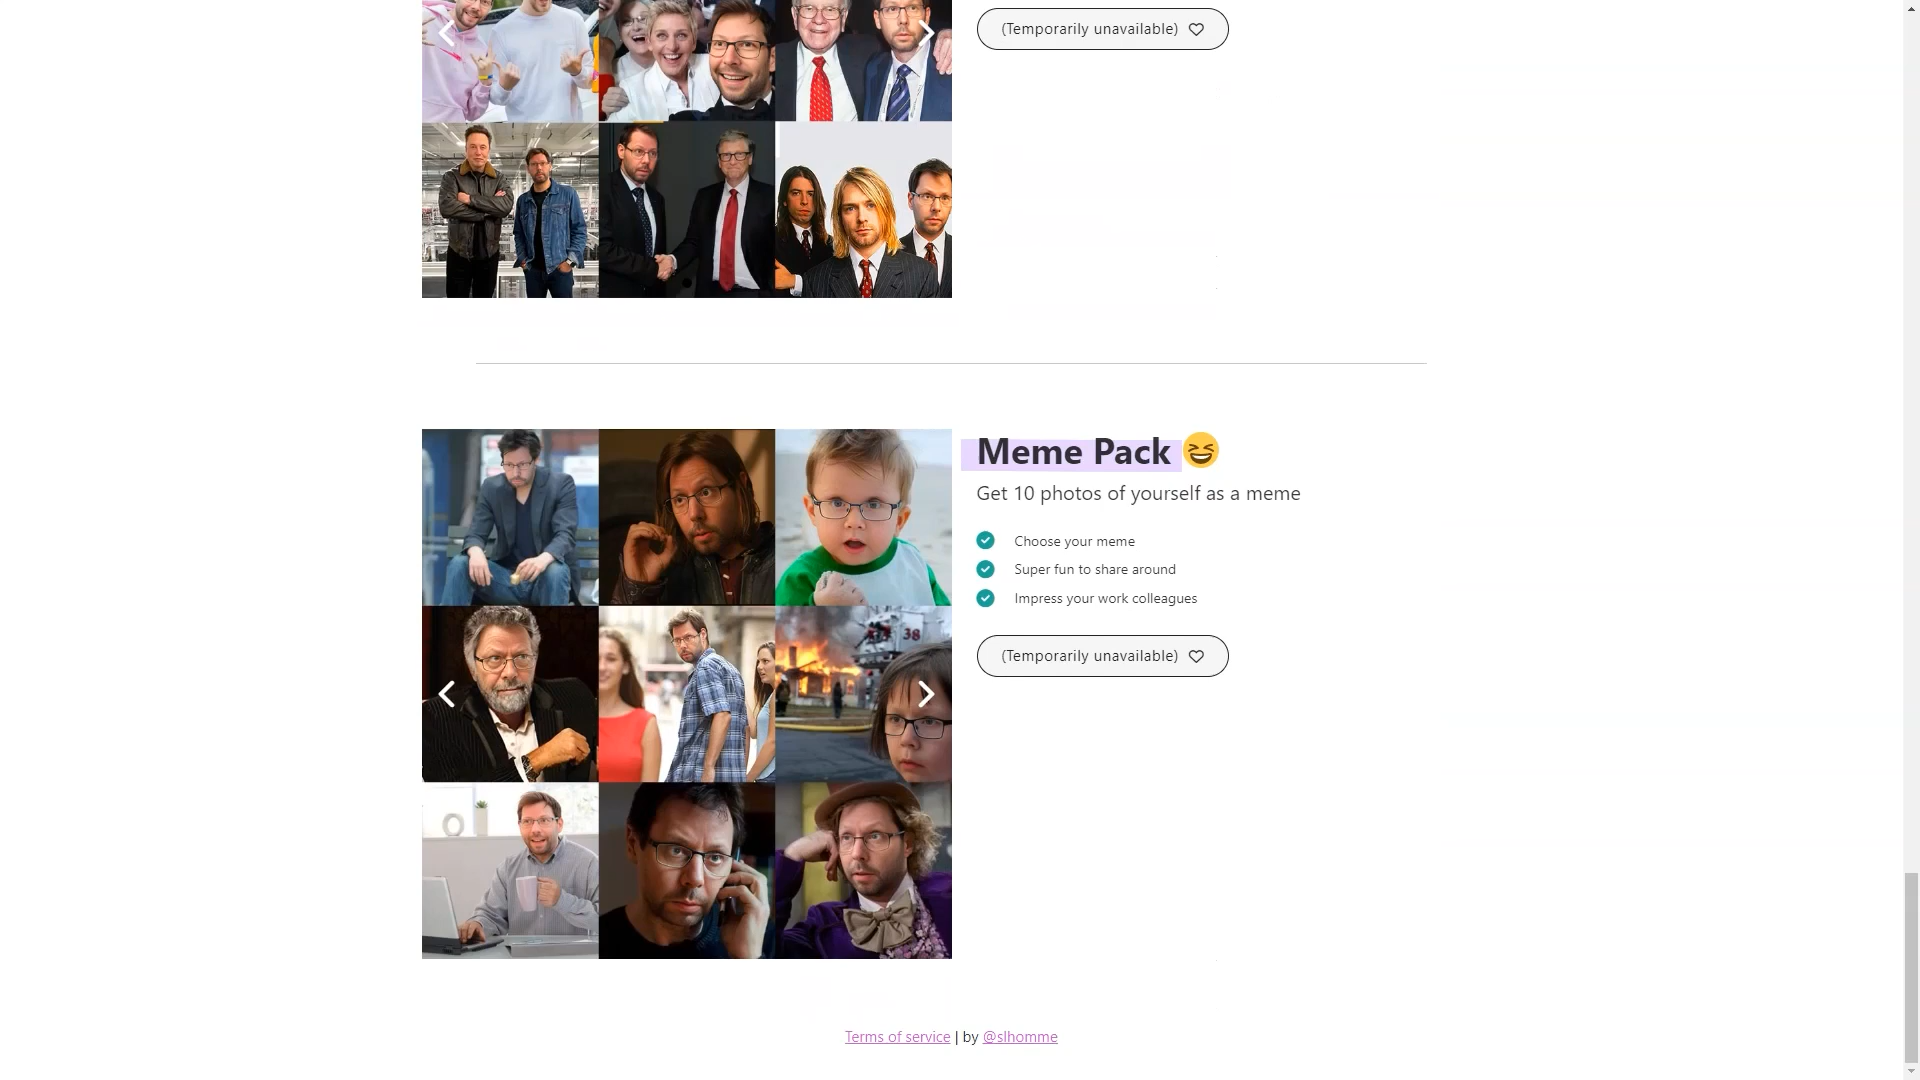 (Temporarily unavailable)
Meme Pack 😆
Get 10 photos of yourself as a meme
Choose your meme
Super fun to share around
Impress your work colleagues
38
(Temporarily unavailable)
Terms of service | by @slhomme